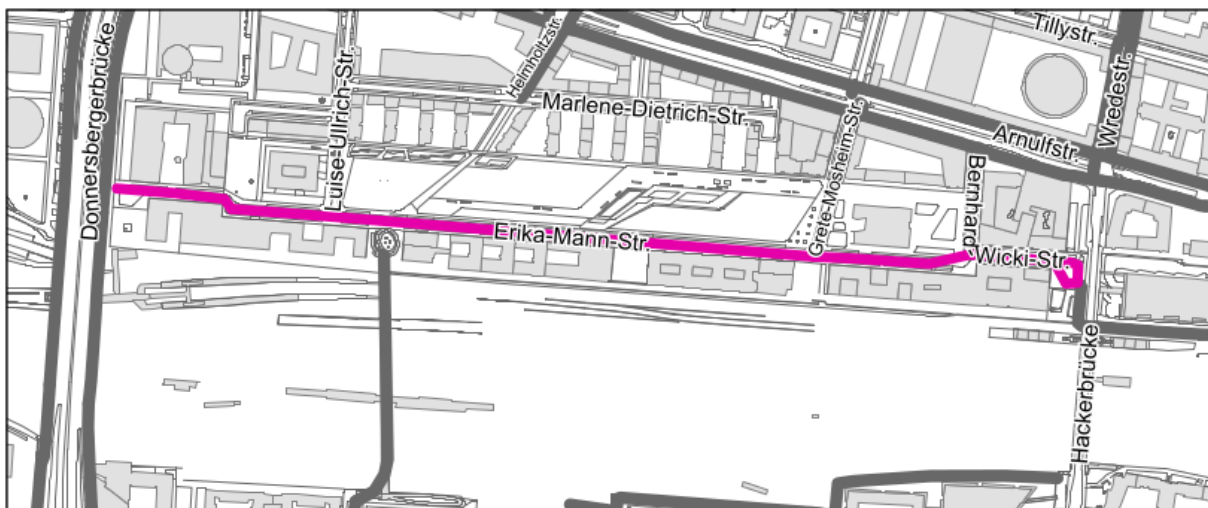 Tillystr.
Helmholtzstr.
Wredestr.
Luise-Ullrich-Str.
Marlene-Dietrich-Str.
Donnersbergerbrücke
Arnulfstr.
Grete-Mosheim-Str.
Bernhard-
Erika-Mann-Str.
Wicki-Str.
Hackerbrücke